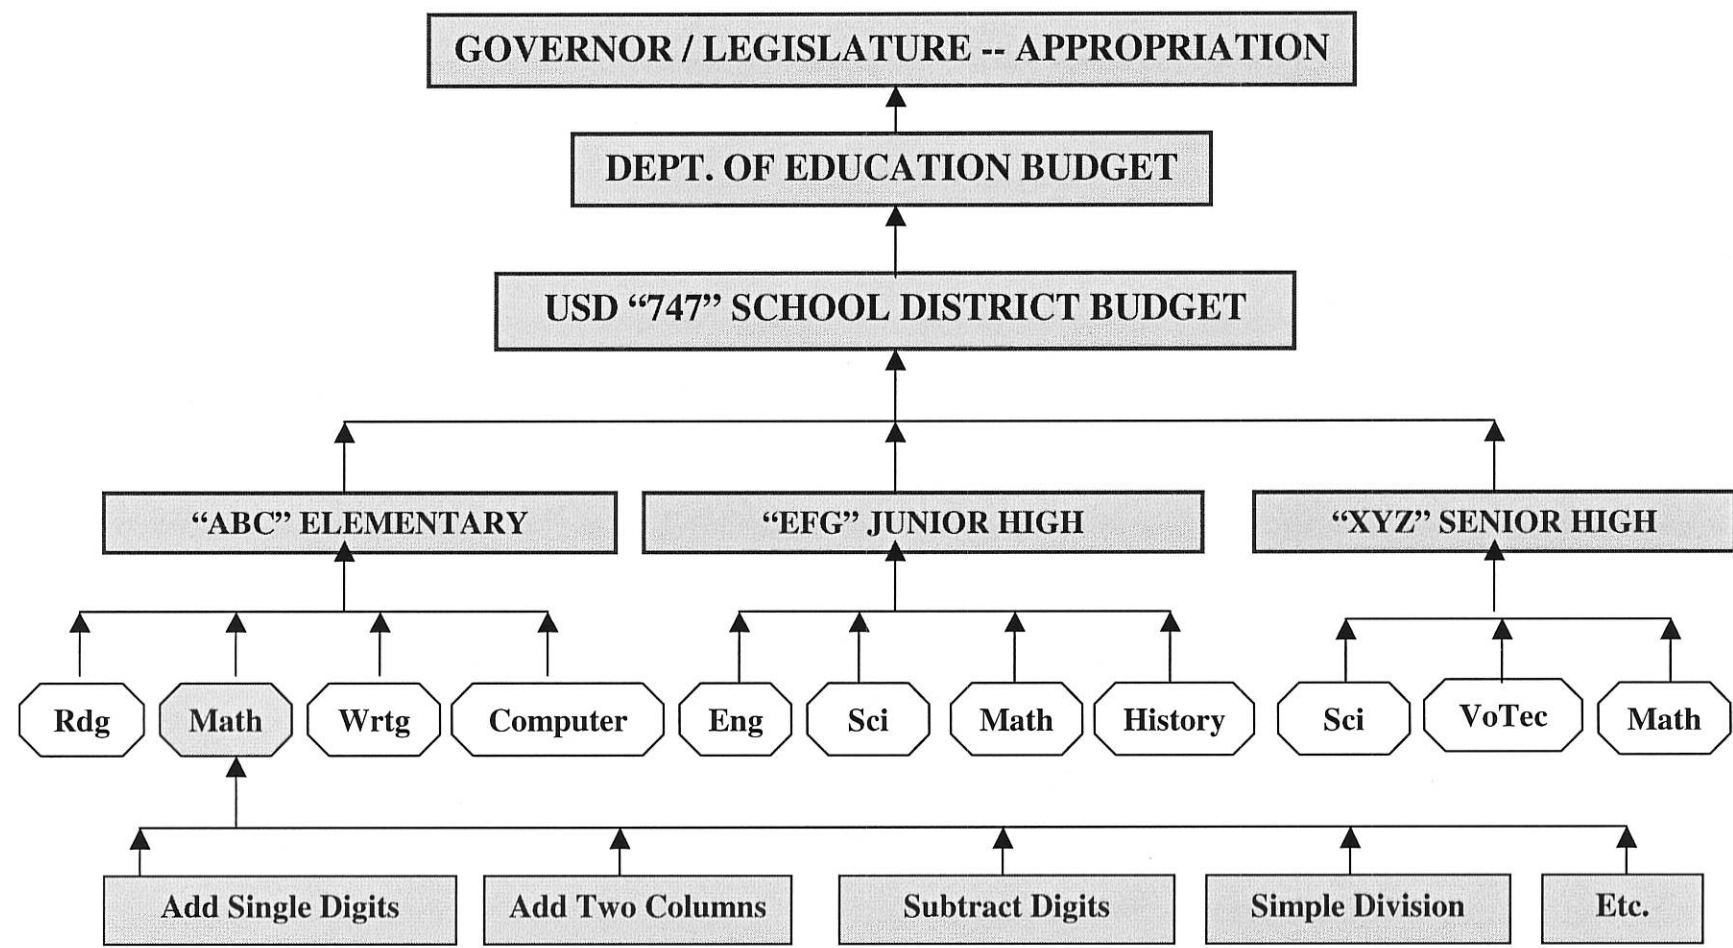 GOVERNOR / LEGISLATURE -- APPROPRIATION
DEPT. OF EDUCATION BUDGET
USD “747” SCHOOL DISTRICT BUDGET
“ABC” ELEMENTARY
“EFG” JUNIOR HIGH
“XYZ” SENIOR HIGH
Rdg
Math
Wrtg
Computer
Eng
Sci
Math
History
Sci
VoTec
Math
Add Single Digits
Add Two Columns
Subtract Digits
Simple Division
Etc.